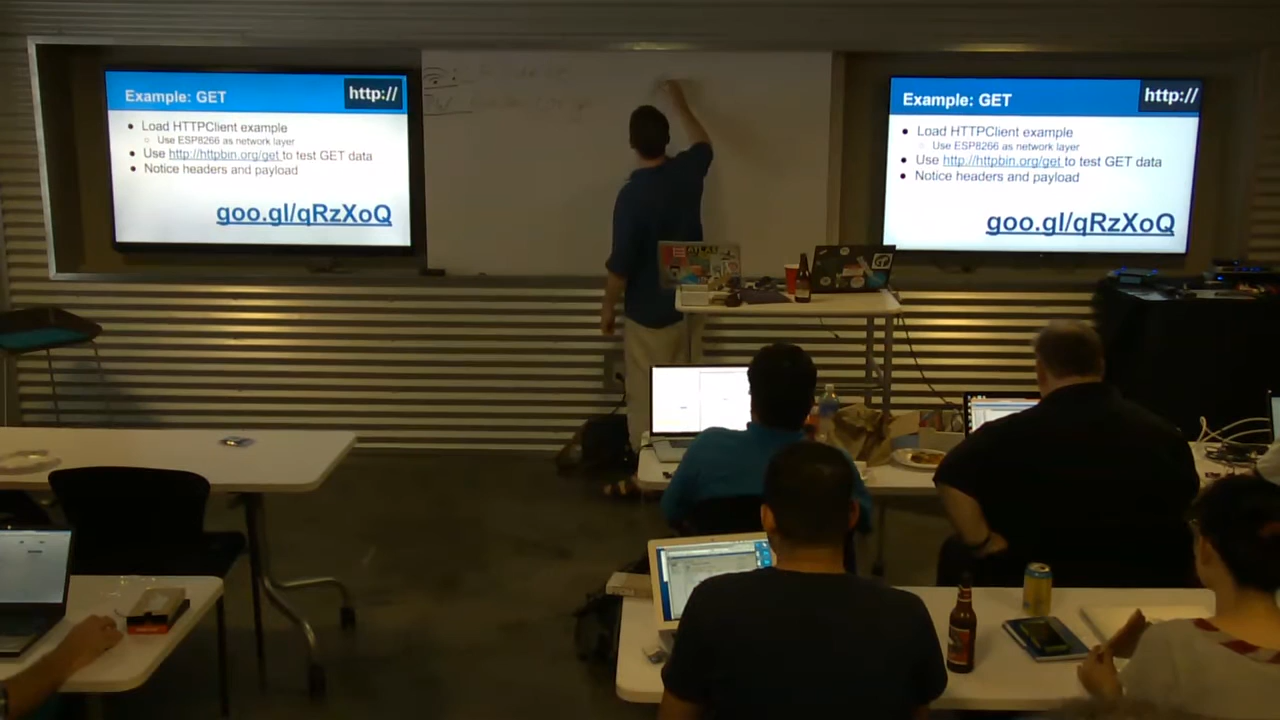 Example: GET
http://
● Load HTTPClient example
○ Use ESP8266 as network layer
● Use http://httpbin.org/get to test GET data
● Notice headers and payload
goo.gl/qRzXoQ
ATLAS
Example: GET
http://
● Load HTTPClient example
○ Use ESP8266 as network layer
● Use http://httpbin.org/get to test GET data
● Notice headers and payload
goo.gl/qRzXoQ